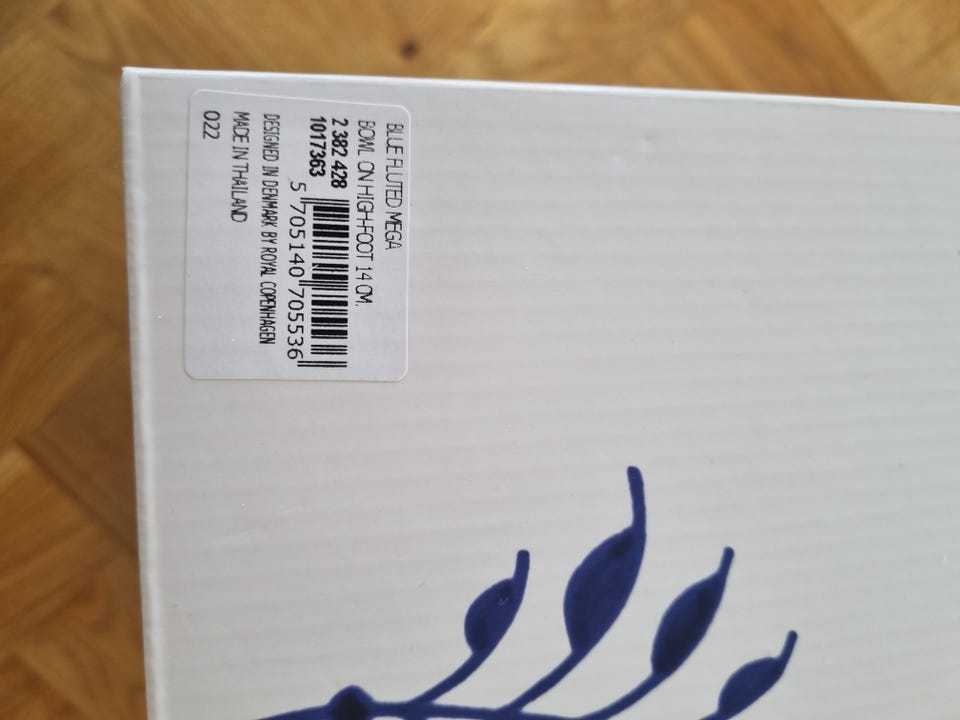 BLUE FLUTED MEGA
BOWL ON HIGH-FOOT 14 CM.
2 382 428
1017363
5 705140 705536
DESIGNED IN DENMARK BY ROYAL COPENHAGEN
MADE IN THAILAND
022